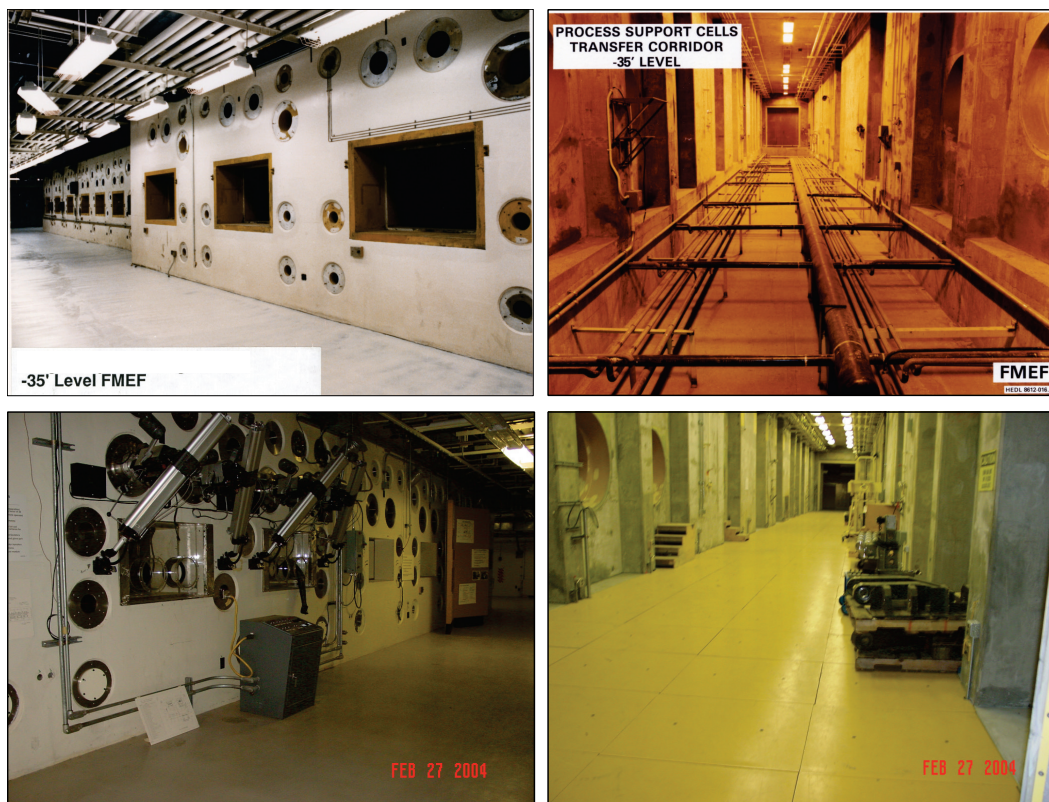 -35' Level FMEF
PROCESS SUPPORT CELLS
TRANSFER CORRIDOR
-35' LEVEL
FMEF
HEDL 8612-016.
FEB 27 2004
FEB 27 2004